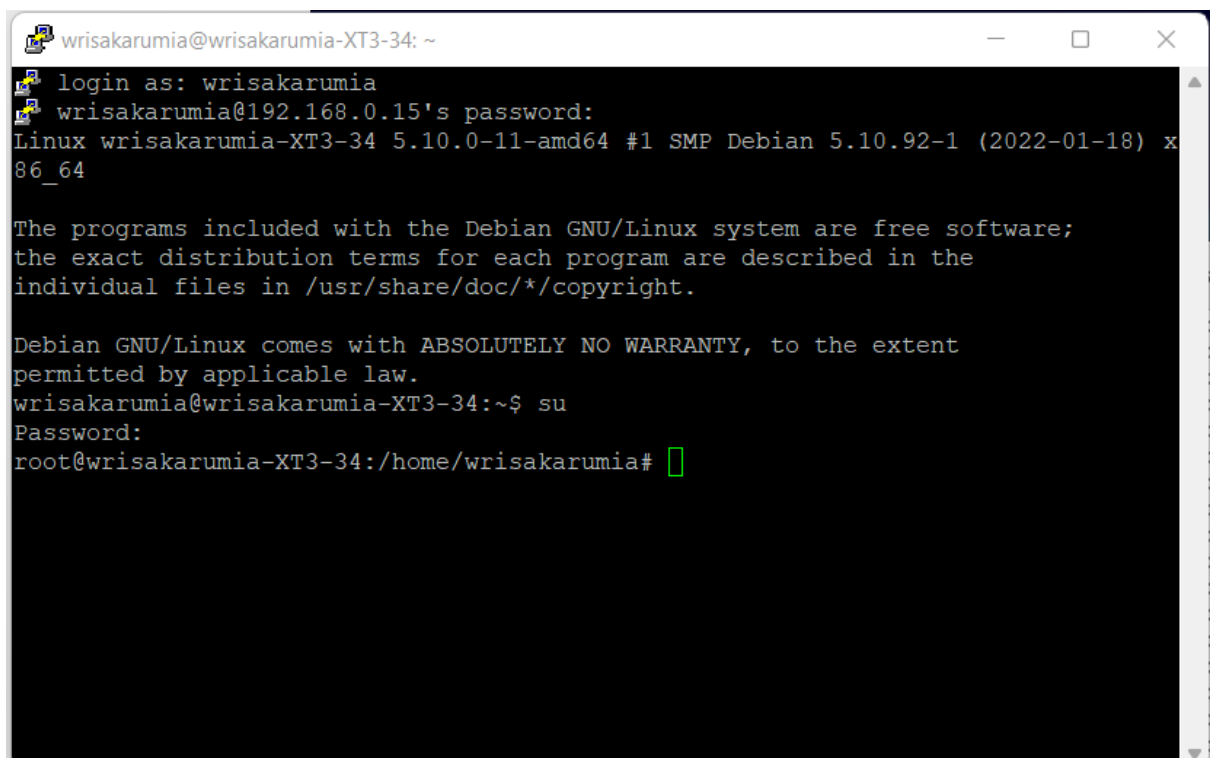 wrisakarumia@wrisakarumia-XT3-34: ~
login as: wrisakarumia
wrisakarumia@192.168.0.15's password:
Linux wrisakarumia-XT3-34 5.10.0-11-amd64 #1 SMP Debian 5.10.92-1 (2022-01-18) x
86_64
The programs included with the Debian GNU/Linux system are free software;
the exact distribution terms for each program are described in the
individual files in /usr/share/doc/*/copyright.
Debian GNU/Linux comes with ABSOLUTELY NO WARRANTY, to the extent
permitted by applicable law.
wrisakarumia@wrisakarumia-XT3-34:~$ su
Password:
root@wrisakarumia-XT3-34:/home/wrisakarumia#